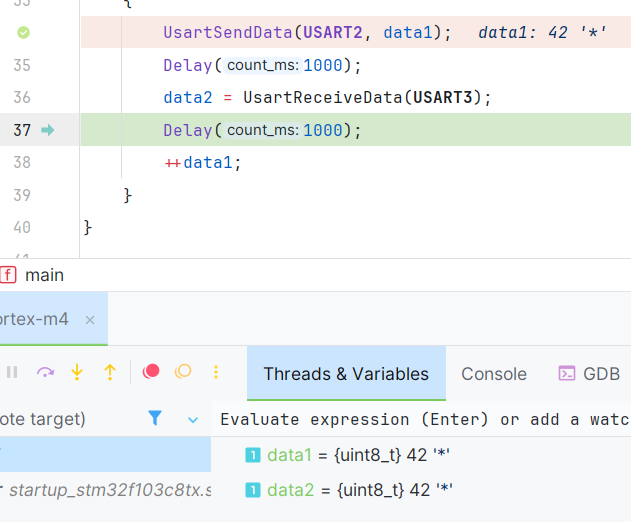 {
UsartSendData(USART2, data1);   data1: 42 '*'
35 Delay( count_ms: 1000);
36 data2 = UsartReceiveData(USART3);
37 Delay( count_ms: 1000);
38 ++data1;
39 }
40 }
f main
ortex-m4 ×
Threads & Variables Console GDB
ote target) Evaluate expression (Enter) or add a watc
1 data1 = {uint8_t} 42 '*'
r startup_stm32f103c8tx.s 1 data2 = {uint8_t} 42 '*'